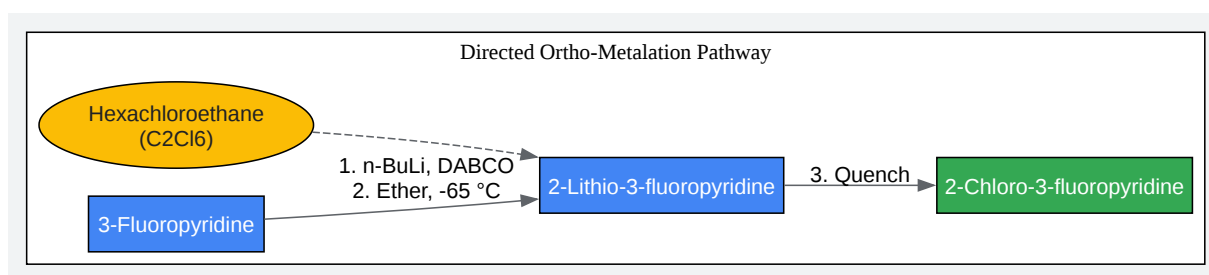 Directed Ortho-Metalation Pathway
Hexachloroethane
(C2Cl6)
1. n-BuLi, DABCO
2. Ether, -65 °C
3-Fluoropyridine
2-Lithio-3-fluoropyridine
3. Quench
2-Chloro-3-fluoropyridine